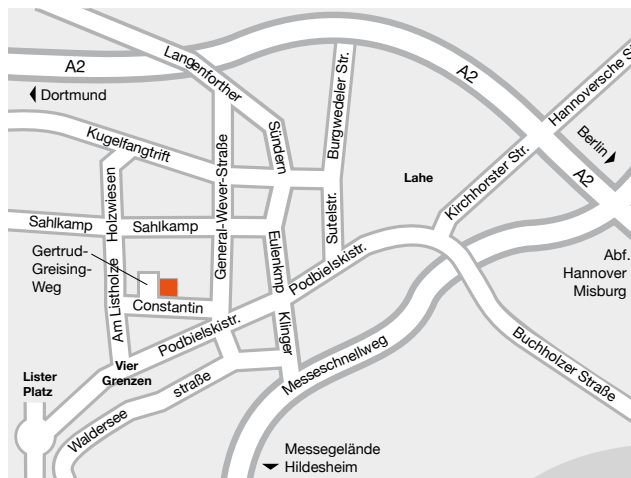 Langenforther
A2
Dortmund
Burgwedeler Str.
A2
Hannoversche S
Berlin
A2
Kugelfangtrift
Sündern
Lahe
Kirchhorster Str.
Holzwiesen
General-Wever-Straße
Sutelstr.
Sahlkamp
Sahlkamp
Eulenkmp
Gertrud-
Greising-
Weg
Am Listholze
Constantin
Podbielskistr.
Podbielskistr.
Klinger
Abf.
Hannover
Misburg
Buchholzer Straße
Vier
Grenzen
Lister
Platz
Messeschnellweg
Waldersee
straße
Messegelände
Hildesheim